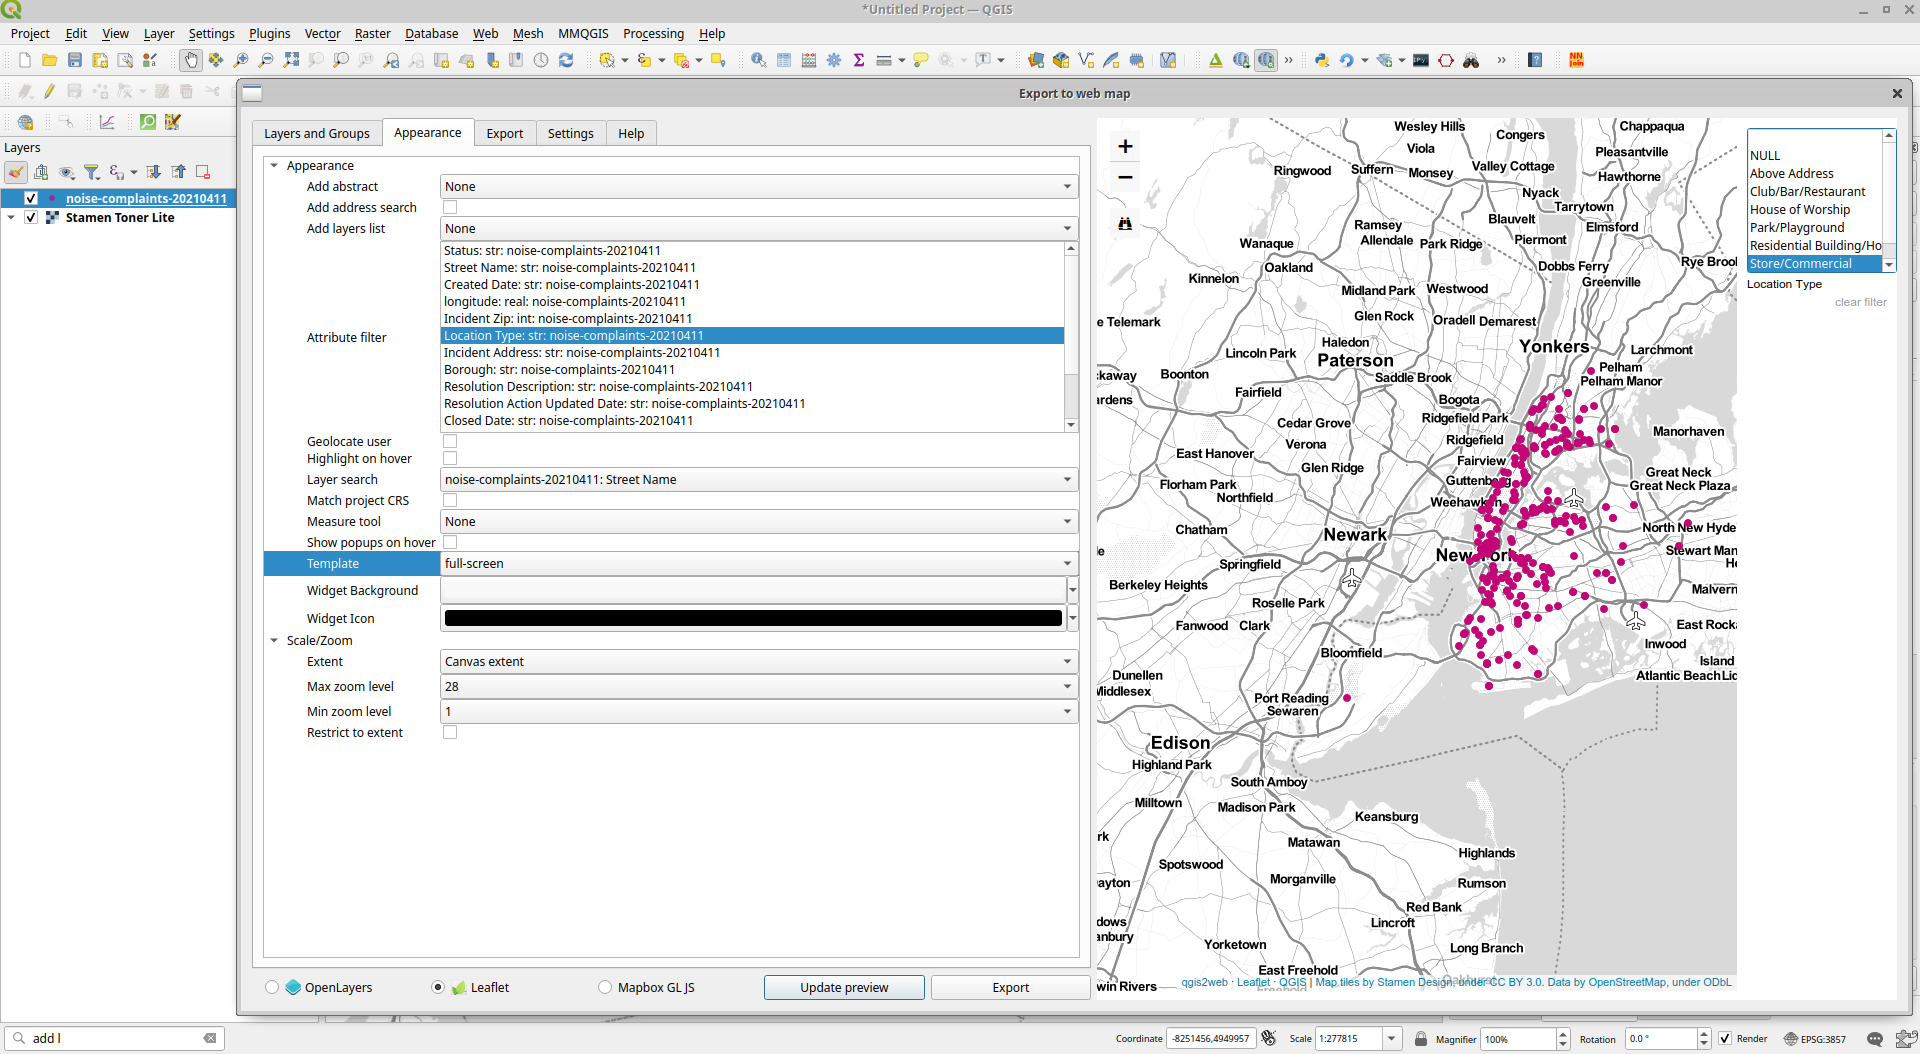 *Untitled Project — QGIS
Project Edit View Layer Settings Plugins Vector Raster Database Web Mesh MMQGIS Processing Help
Export to web map
Layers
noise-complaints-20210411
Stamen Toner Lite
Layers and Groups Appearance Export Settings Help
Appearance
Add abstract None
Add address search
Add layers list None
Attribute filter
Status: str: noise-complaints-20210411
Street Name: str: noise-complaints-20210411
Created Date: str: noise-complaints-20210411
longitude: real: noise-complaints-20210411
Incident Zip: int: noise-complaints-20210411
Location Type: str: noise-complaints-20210411
Incident Address: str: noise-complaints-20210411
Borough: str: noise-complaints-20210411
Resolution Description: str: noise-complaints-20210411
Resolution Action Updated Date: str: noise-complaints-20210411
Closed Date: str: noise-complaints-20210411
Geolocate user
Highlight on hover
Layer search noise-complaints-20210411: Street Name
Match project CRS
Measure tool None
Show popups on hover
Template full-screen
Widget Background
Widget Icon
Scale/Zoom
Extent Canvas extent
Max zoom level 28
Min zoom level 1
Restrict to extent
OpenLayers Leaflet Mapbox GL JS Update preview Export
+
−
Wesley Hills
Congers
Chappaqua
Viola
Pleasantville
Ringwood
Suffern
Monsey
Valley Cottage
Hawthorne
Nyack
Tarrytown
Blauvelt
Elmsford
Ramsey
Allendale
Park Ridge
Piermont
Wanaque
Oakland
Dobbs Ferry
Rye Broo
Kinnelon
Midland Park
Westwood
Greenville
e Telemark
Glen Rock
Oradell
Demarest
Haledon
Yonkers
Lincoln Park
Paterson
Larchmont
ckaway
Boonton
Saddle Brook
Pelham
Pelham Manor
ardens
Fairfield
Bogota
Cedar Grove
Ridgefield Park
Verona
Ridgefield
Manorhaven
East Hanover
Glen Ridge
Fairview
Great Neck
Florham Park
Guttenberg
Great Neck Plaza
Northfield
Weehawken
Chatham
Newark
North New Hyde
le
New York
Stewart Man
Springfield
He
Berkeley Heights
Malvern
Roselle Park
Fanwood
Clark
East Rocka
Bloomfield
Inwood
Island
Dunellen
Atlantic Beach
Lid
Middlesex
Port Reading
Sewaren
Edison
Highland Park
South Amboy
Milltown
Madison Park
Keansburg
rk
Matawan
Highlands
Spotswood
ayton
Morganville
Rumson
Red Bank
dows
Lincroft
anbury
Yorketown
Long Branch
East Freehold
Oakhurst
win Rivers
Freehold
qgis2web · Leaflet · QGIS | Map tiles by Stamen Design, under CC BY 3.0. Data by OpenStreetMap, under ODbL
NULL
Above Address
Club/Bar/Restaurant
House of Worship
Park/Playground
Residential Building/Ho
Store/Commercial
Location Type
clear filter
add l
Coordinate -8251456,4949957 Scale 1:277815 Magnifier 100% Rotation 0.0 ° Render EPSG:3857